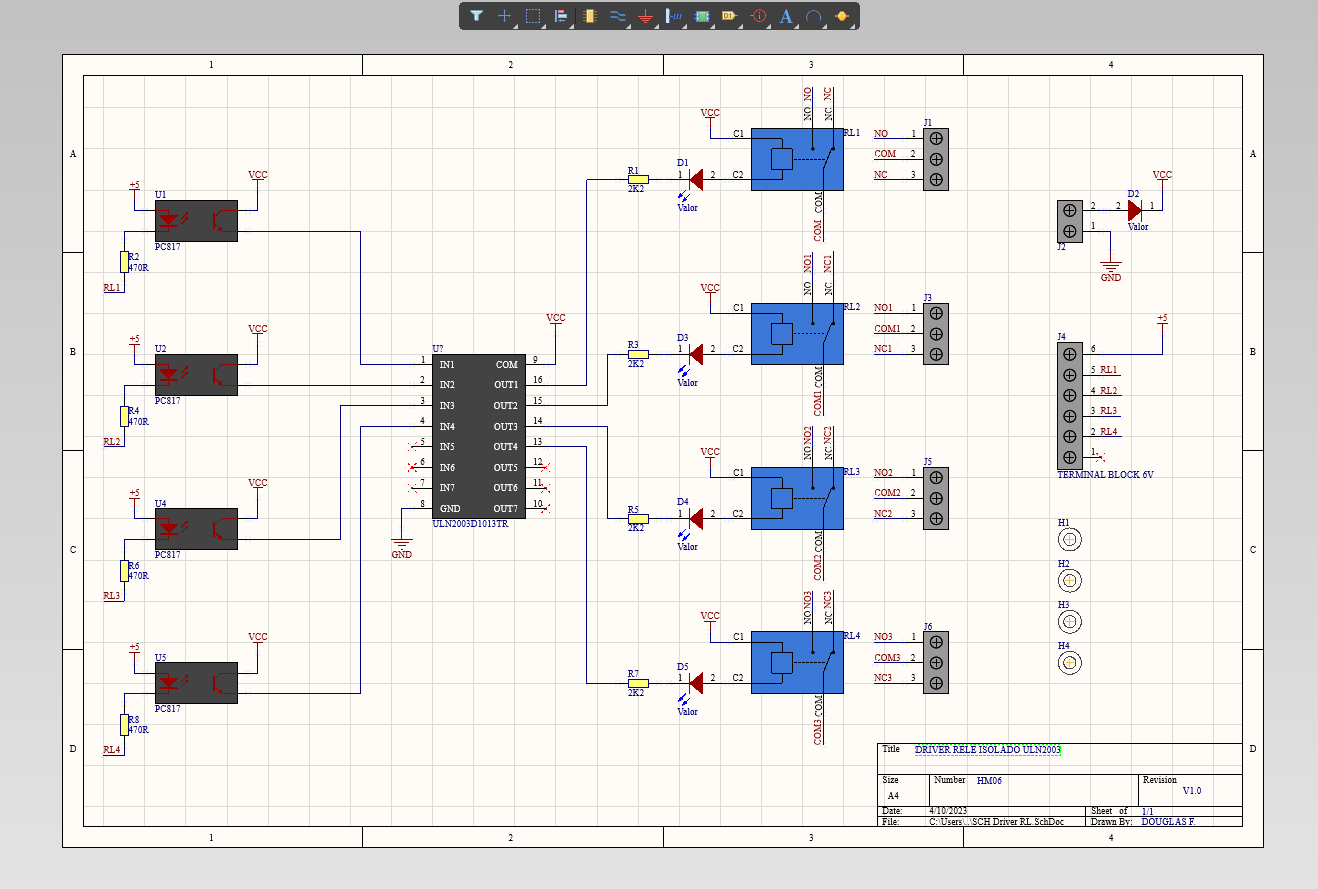 1 2 3 4
A A
B B
C C
D D
1 2 3 4
+5
VCC
U1
PC817
R2
470R
RL1
+5
VCC
U2
PC817
R4
470R
RL2
+5
VCC
U4
PC817
R6
470R
RL3
+5
VCC
U5
PC817
R8
470R
RL4
U?
VCC
1 IN1 COM 9
2 IN2 OUT1 16
3 IN3 OUT2 15
4 IN4 OUT3 14
5 IN5 OUT4 13
6 IN6 OUT5 12
7 IN7 OUT6 11
8 GND OUT7 10
ULN2003D1013TR
GND
R1
2K2
D1
1 2
Valor
VCC
C1
C2
NO NO
NC NC
RL1
COM COM
J1
NO 1
COM 2
NC 3
R3
2K2
D3
1 2
Valor
VCC
C1
C2
NO NO1
NC NC1
RL2
COM1 COM
J3
NO1 1
COM1 2
NC1 3
R5
2K2
D4
1 2
Valor
VCC
C1
C2
NO NO2
NC NC2
RL3
COM2 COM
J5
NO2 1
COM2 2
NC2 3
R7
2K2
D5
1 2
Valor
VCC
C1
C2
NO NO3
NC NC3
RL4
COM3 COM
J6
NO3 1
COM3 2
NC3 3
VCC
D2
2 2 1
1
Valor
J2
GND
+5
J4
6
5 RL1
4 RL2
3 RL3
2 RL4
1
TERMINAL BLOCK 6V
H1
H2
H3
H4
Title DRIVER RELE ISOLADO ULN2003
Size Number HM06 Revision
A4 V1.0
Date: 4/10/2023 Sheet of 1/1
File: C:\Users\..\SCH Driver RL.SchDoc Drawn By: DOUGLAS F.